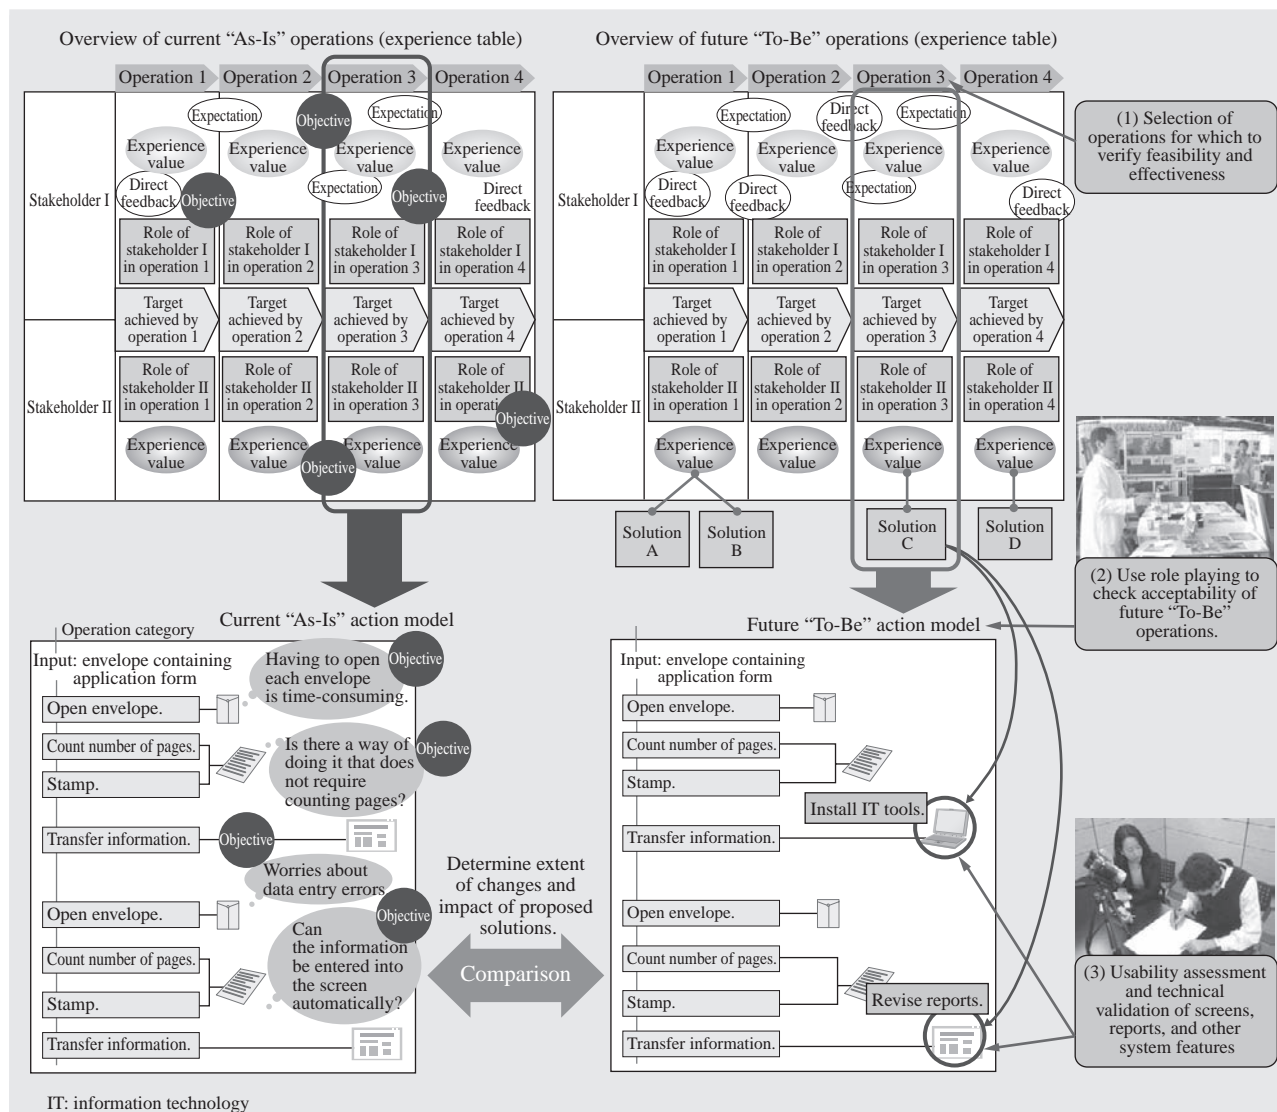 Overview of current “As-Is” operations (experience table)
Operation 1
Operation 2
Operation 3
Operation 4
Stakeholder I
Stakeholder II
Expectation
Objective
Expectation
Experience
value
Experience
value
Experience
value
Experience
value
Direct
feedback
Objective
Expectation
Objective
Direct
feedback
Role of
stakeholder I
in operation 1
Role of
stakeholder I
in operation 2
Role of
stakeholder I
in operation 3
Role of
stakeholder I
in operation 4
Target
achieved by
operation 1
Target
achieved by
operation 2
Target
achieved by
operation 3
Target
achieved by
operation 4
Role of
stakeholder II
in operation 1
Role of
stakeholder II
in operation 2
Role of
stakeholder II
in operation 3
Role of
stakeholder II
in operati
Objective
Experience
value
Experience
value
Objective
Experience
value
Experience
value
Overview of future “To-Be” operations (experience table)
Operation 1
Operation 2
Operation 3
Operation 4
Stakeholder I
Stakeholder II
Expectation
Direct
feedback
Expectation
Experience
value
Experience
value
Experience
value
Experience
value
Direct
feedback
Direct
feedback
Expectation
Direct
feedback
Role of
stakeholder I
in operation 1
Role of
stakeholder I
in operation 2
Role of
stakeholder I
in operation 3
Role of
stakeholder I
in operation 4
Target
achieved by
operation 1
Target
achieved by
operation 2
Target
achieved by
operation 3
Target
achieved by
operation 4
Role of
stakeholder II
in operation 1
Role of
stakeholder II
in operation 2
Role of
stakeholder II
in operation 3
Role of
stakeholder II
in operation 4
Experience
value
Experience
value
Experience
value
Experience
value
Solution
A
Solution
B
Solution
C
Solution
D
(1) Selection of
operations for which to
verify feasibility and
effectiveness
(2) Use role playing to
check acceptability of
future “To-Be”
operations.
(3) Usability assessment
and technical
validation of screens,
reports, and other
system features
Current “As-Is” action model
Operation category
Input: envelope containing
application form
Having to open
each envelope
is time-consuming.
Objective
Open envelope.
Count number of pages.
Stamp.
Is there a way of
doing it that does
not require
counting pages?
Objective
Transfer information.
Objective
Worries about
data entry errors
Open envelope.
Objective
Can
the information
be entered into
the screen
automatically?
Count number of pages.
Stamp.
Transfer information.
Determine extent
of changes and
impact of proposed
solutions.
Comparison
Future “To-Be” action model
Input: envelope containing
application form
Open envelope.
Count number of pages.
Stamp.
Install IT tools.
Transfer information.
Open envelope.
Count number of pages.
Stamp.
Revise reports.
Transfer information.
IT: information technology